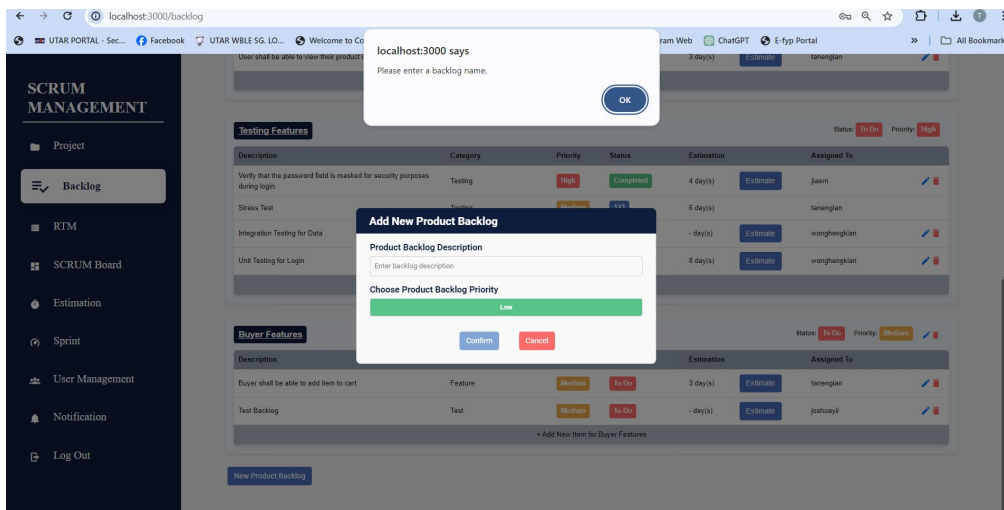 localhost:3000/backlog
UTAR PORTAL - Sec... Facebook UTAR WBLE SG. LO... Welcome to Co ram Web ChatGPT E-fyp Portal » All Bookmark
localhost:3000 says
Please enter a backlog name.
OK
SCRUM
MANAGEMENT
Project
Backlog
RTM
SCRUM Board
Estimation
Sprint
User Management
Notification
Log Out
User shall be able to view their product 3 day(s) Estimate tanengian
Testing Features Status: To Do Priority: High
Description Category Priority Status Estimation Assigned To
Verify that the password field is masked for security purposes
during login. Testing High Completed 4 day(s) Estimate jiaern
Stress Test Testing Medium 121 6 day(s) tanengian
Integration Testing for Data - day(s) Estimate wonghengkian
Unit Testing for Login 8 day(s) Estimate wonghengkian
Add New Product Backlog
Product Backlog Description
Enter backlog description
Choose Product Backlog Priority
Low
Confirm Cancel
Buyer Features Status: To Do Priority: Medium
Description Estimation Assigned To
Buyer shall be able to add item to cart. Feature Medium To Do 3 day(s) Estimate tanengian
Test Backlog Test Medium To Do - day(s) Estimate joshuayii
+ Add New Item for Buyer Features
New Product Backlog